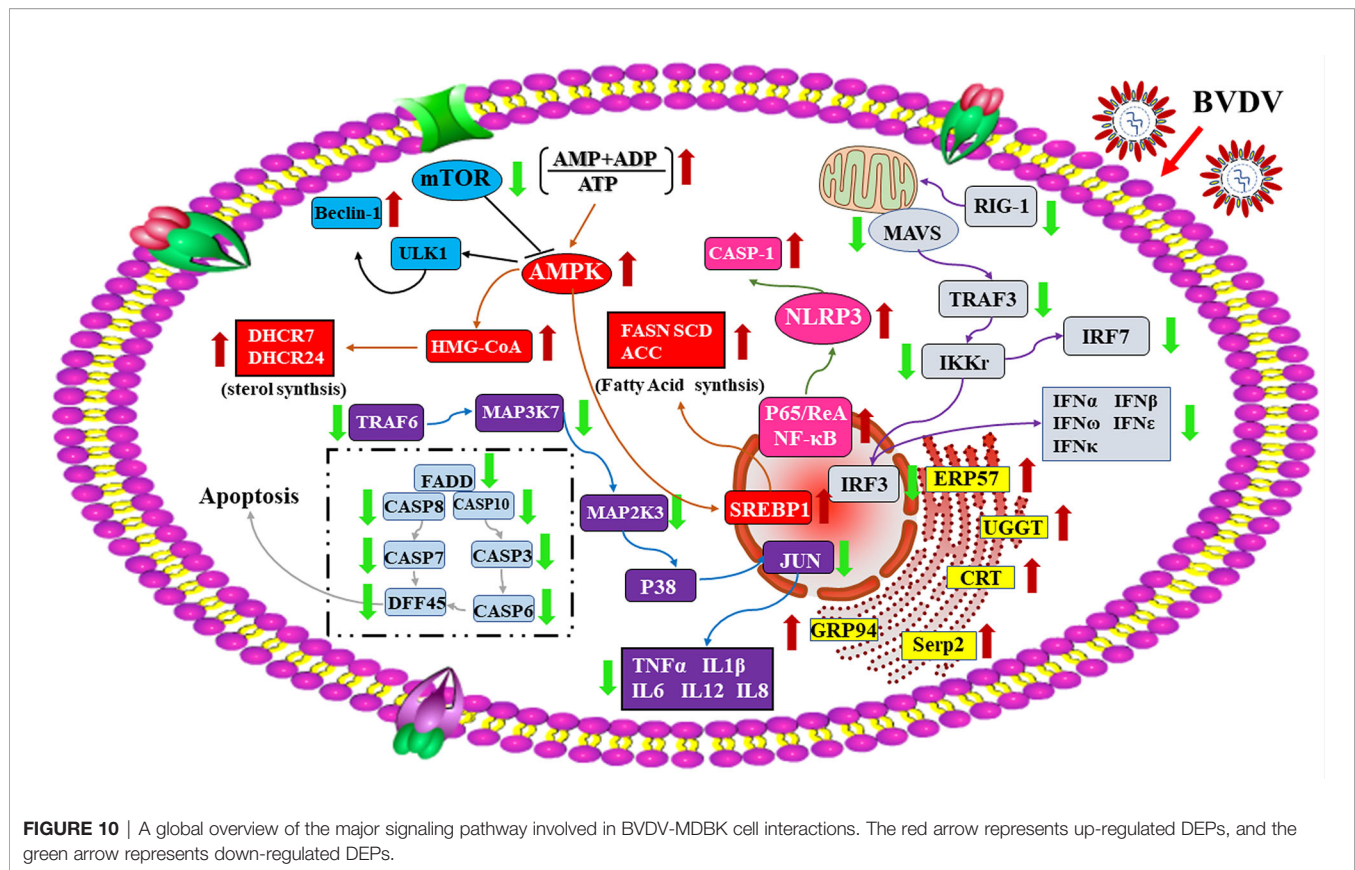 BVDV
AMP+ADP
ATP
mTOR
Beclin-1
ULK1
AMPK
RIG-1
MAVS
CASP-1
NLRP3
TRAF3
IRF7
IKKr
DHCR7
DHCR24
(sterol synthsis)
HMG-CoA
FASN SCD
ACC
(Fatty Acid synthsis)
P65/ReA
NF-κB
IFNα IFNβ
IFNω IFNε
IFNκ
TRAF6
MAP3K7
MAP2K3
P38
SREBP1
IRF3
JUN
Apoptosis
FADD
CASP8
CASP10
CASP7
CASP3
DFF45
CASP6
ERP57
UGGT
CRT
GRP94
Serp2
TNFα IL1β
IL6 IL12 IL8
FIGURE 10 | A global overview of the major signaling pathway involved in BVDV-MDBK cell interactions. The red arrow represents up-regulated DEPs, and the
green arrow represents down-regulated DEPs.